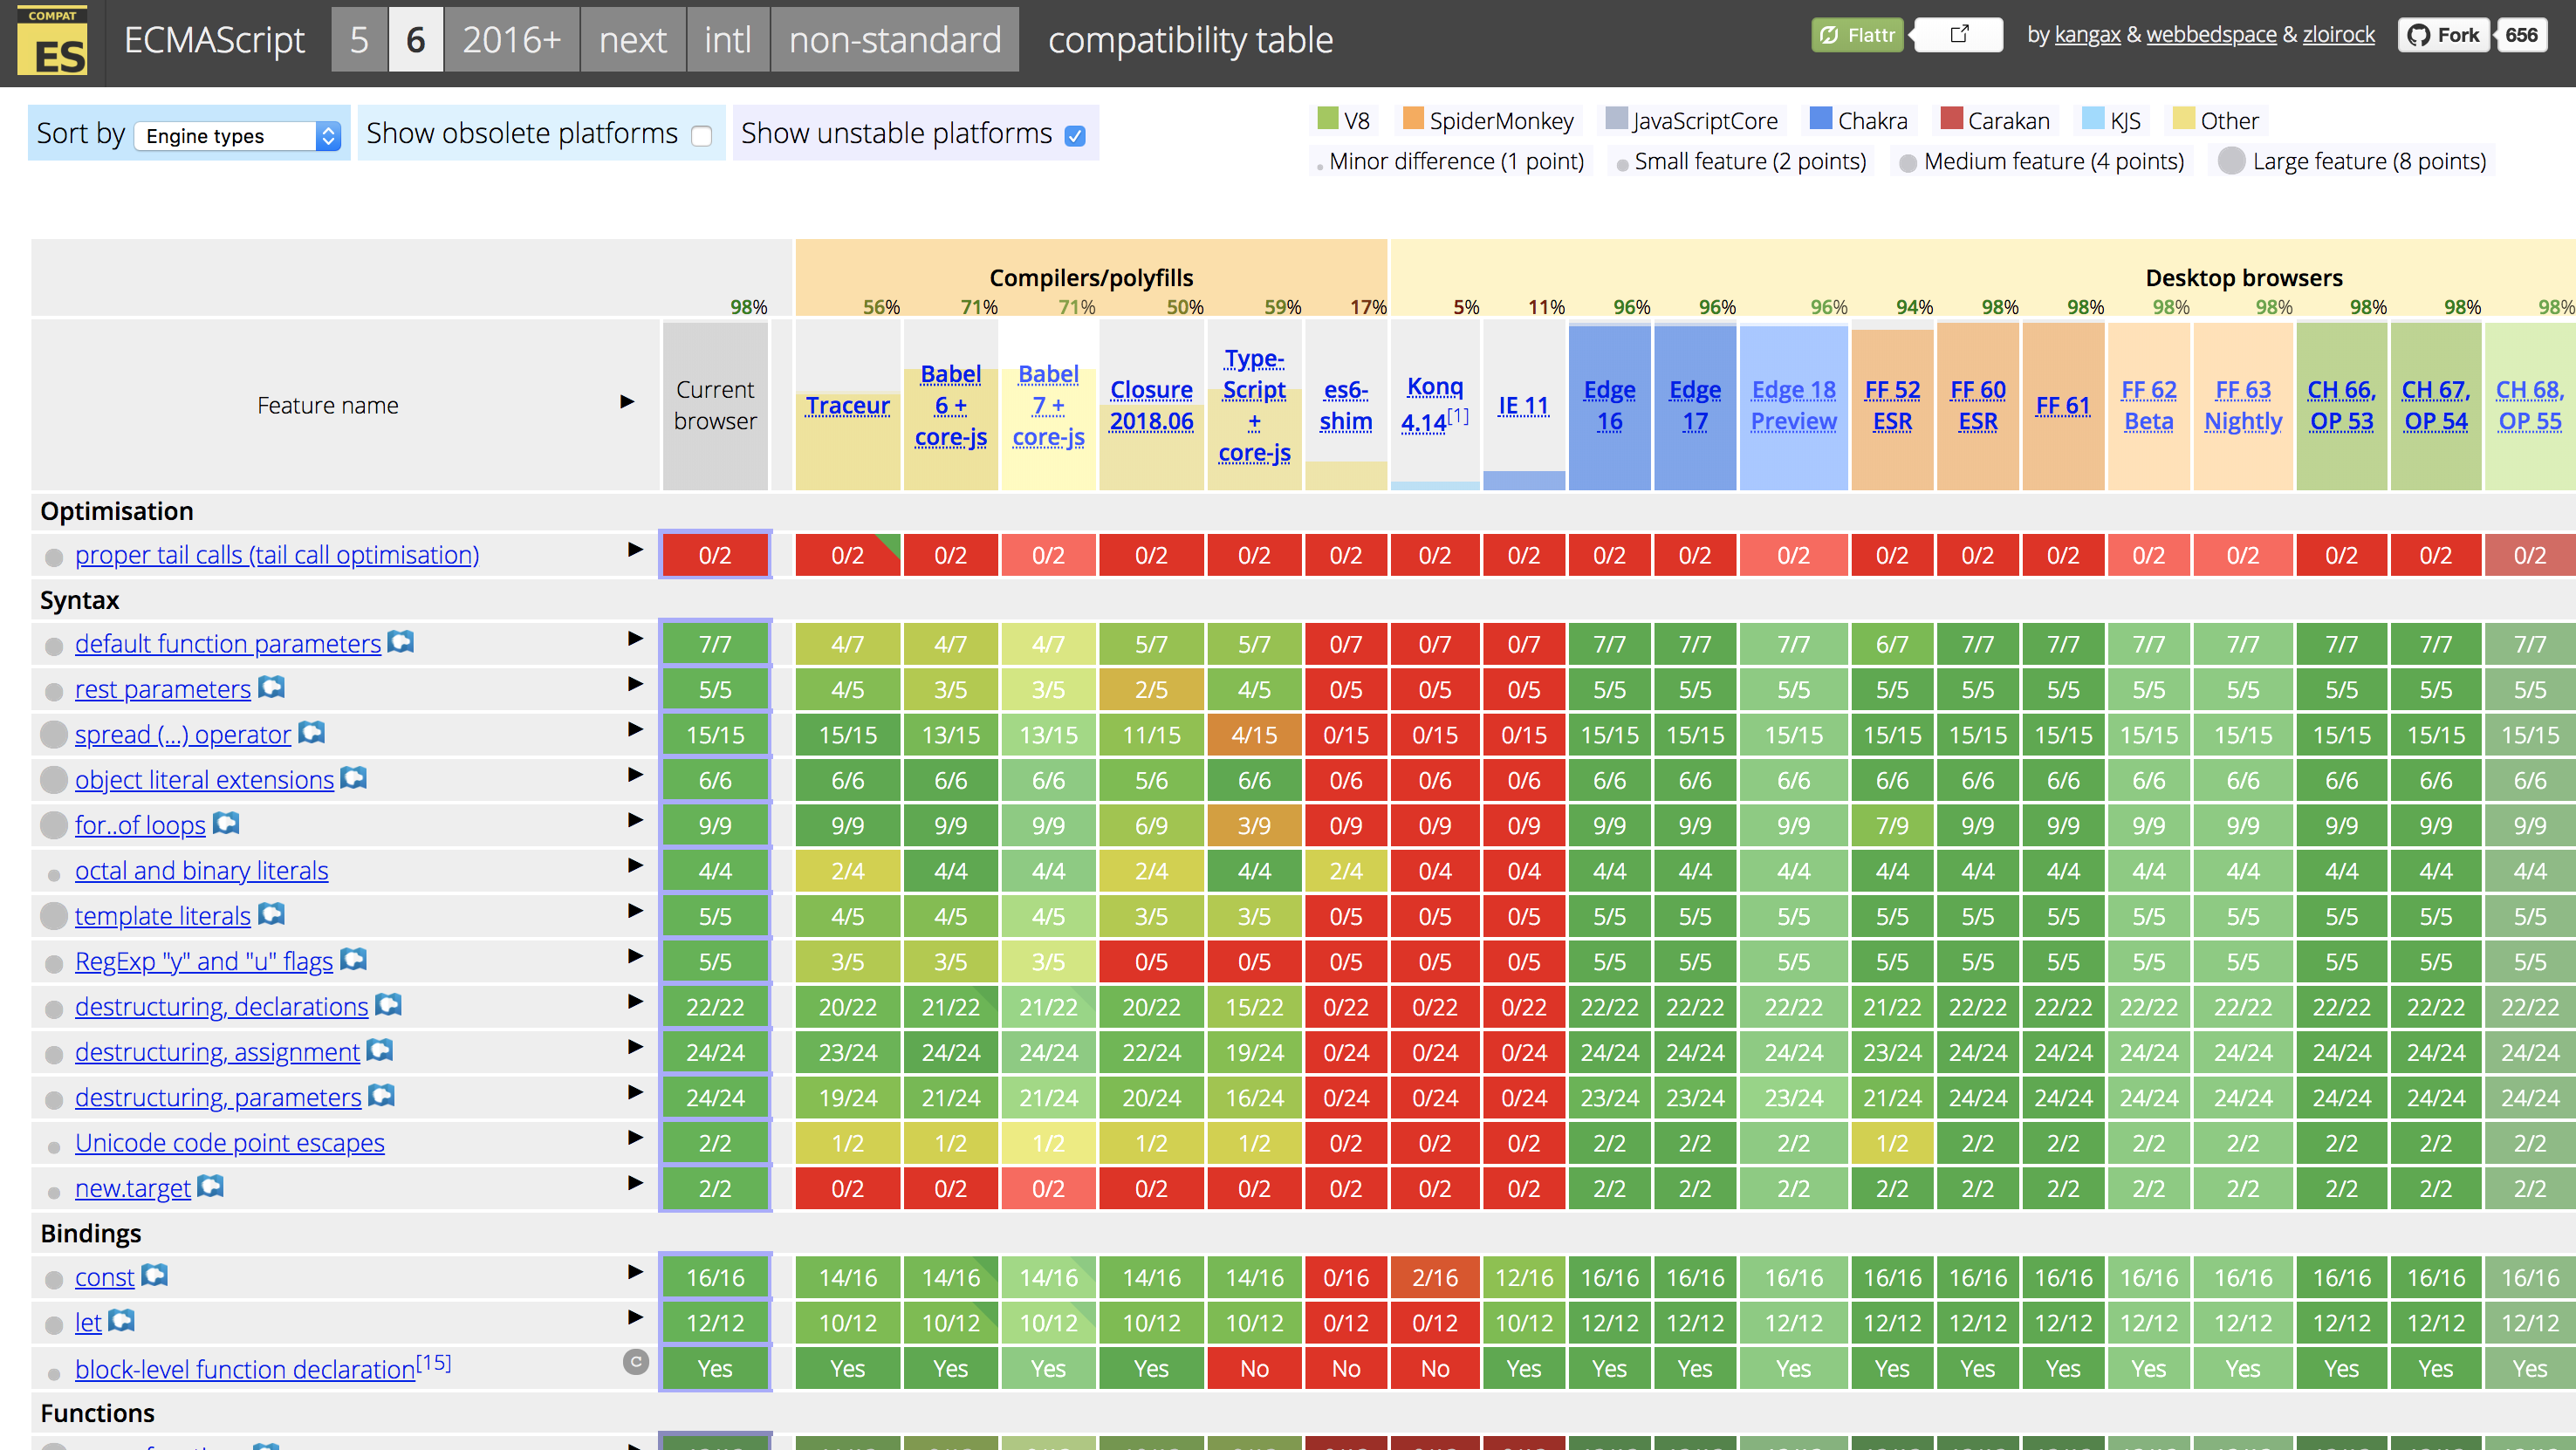 COMPAT
ES
ECMAScript 5 6 2016+ next intl non-standard compatibility table
Flattr
by kangax & webbedspace & zloirock
Fork 656
Sort by Engine types Show obsolete platforms Show unstable platforms
V8 SpiderMonkey JavaScriptCore Chakra Carakan KJS Other
Minor difference (1 point) Small feature (2 points) Medium feature (4 points) Large feature (8 points)
Compilers/polyfills Desktop browsers
98% 56% 71% 71% 50% 59% 17% 5% 11% 96% 96% 96% 94% 98% 98% 98% 98% 98% 98% 98%
Feature name
Current browser
Traceur
Babel 6 + core-js
Babel 7 + core-js
Closure 2018.06
Type-Script + core-js
es6-shim
Konq 4.14[1]
IE 11
Edge 16
Edge 17
Edge 18 Preview
FF 52 ESR
FF 60 ESR
FF 61
FF 62 Beta
FF 63 Nightly
CH 66, OP 53
CH 67, OP 54
CH 68, OP 55
Optimisation
proper tail calls (tail call optimisation) 0/2 0/2 0/2 0/2 0/2 0/2 0/2 0/2 0/2 0/2 0/2 0/2 0/2 0/2 0/2 0/2 0/2 0/2 0/2 0/2
Syntax
default function parameters 7/7 4/7 4/7 4/7 5/7 5/7 0/7 0/7 0/7 7/7 7/7 7/7 6/7 7/7 7/7 7/7 7/7 7/7 7/7 7/7
rest parameters 5/5 4/5 3/5 3/5 2/5 4/5 0/5 0/5 0/5 5/5 5/5 5/5 5/5 5/5 5/5 5/5 5/5 5/5 5/5 5/5
spread (...) operator 15/15 15/15 13/15 13/15 11/15 4/15 0/15 0/15 0/15 15/15 15/15 15/15 15/15 15/15 15/15 15/15 15/15 15/15 15/15 15/15
object literal extensions 6/6 6/6 6/6 6/6 5/6 6/6 0/6 0/6 0/6 6/6 6/6 6/6 6/6 6/6 6/6 6/6 6/6 6/6 6/6 6/6
for..of loops 9/9 9/9 9/9 9/9 6/9 3/9 0/9 0/9 0/9 9/9 9/9 9/9 7/9 9/9 9/9 9/9 9/9 9/9 9/9 9/9
octal and binary literals 4/4 2/4 4/4 4/4 2/4 4/4 2/4 0/4 0/4 4/4 4/4 4/4 4/4 4/4 4/4 4/4 4/4 4/4 4/4 4/4
template literals 5/5 4/5 4/5 4/5 3/5 3/5 0/5 0/5 0/5 5/5 5/5 5/5 5/5 5/5 5/5 5/5 5/5 5/5 5/5 5/5
RegExp "y" and "u" flags 5/5 3/5 3/5 3/5 0/5 0/5 0/5 0/5 0/5 5/5 5/5 5/5 5/5 5/5 5/5 5/5 5/5 5/5 5/5 5/5
destructuring, declarations 22/22 20/22 21/22 21/22 20/22 15/22 0/22 0/22 0/22 22/22 22/22 22/22 21/22 22/22 22/22 22/22 22/22 22/22 22/22 22/22
destructuring, assignment 24/24 23/24 24/24 24/24 22/24 19/24 0/24 0/24 0/24 24/24 24/24 24/24 23/24 24/24 24/24 24/24 24/24 24/24 24/24 24/24
destructuring, parameters 24/24 19/24 21/24 21/24 20/24 16/24 0/24 0/24 0/24 23/24 23/24 23/24 21/24 24/24 24/24 24/24 24/24 24/24 24/24 24/24
Unicode code point escapes 2/2 1/2 1/2 1/2 1/2 1/2 0/2 0/2 0/2 2/2 2/2 2/2 1/2 2/2 2/2 2/2 2/2 2/2 2/2 2/2
new.target 2/2 0/2 0/2 0/2 0/2 0/2 0/2 0/2 0/2 2/2 2/2 2/2 2/2 2/2 2/2 2/2 2/2 2/2 2/2 2/2
Bindings
const 16/16 14/16 14/16 14/16 14/16 14/16 0/16 2/16 12/16 16/16 16/16 16/16 16/16 16/16 16/16 16/16 16/16 16/16 16/16 16/16
let 12/12 10/12 10/12 10/12 10/12 10/12 0/12 0/12 10/12 12/12 12/12 12/12 12/12 12/12 12/12 12/12 12/12 12/12 12/12 12/12
block-level function declaration[15] C Yes Yes Yes Yes Yes No No No Yes Yes Yes Yes Yes Yes Yes Yes Yes Yes Yes Yes
Functions